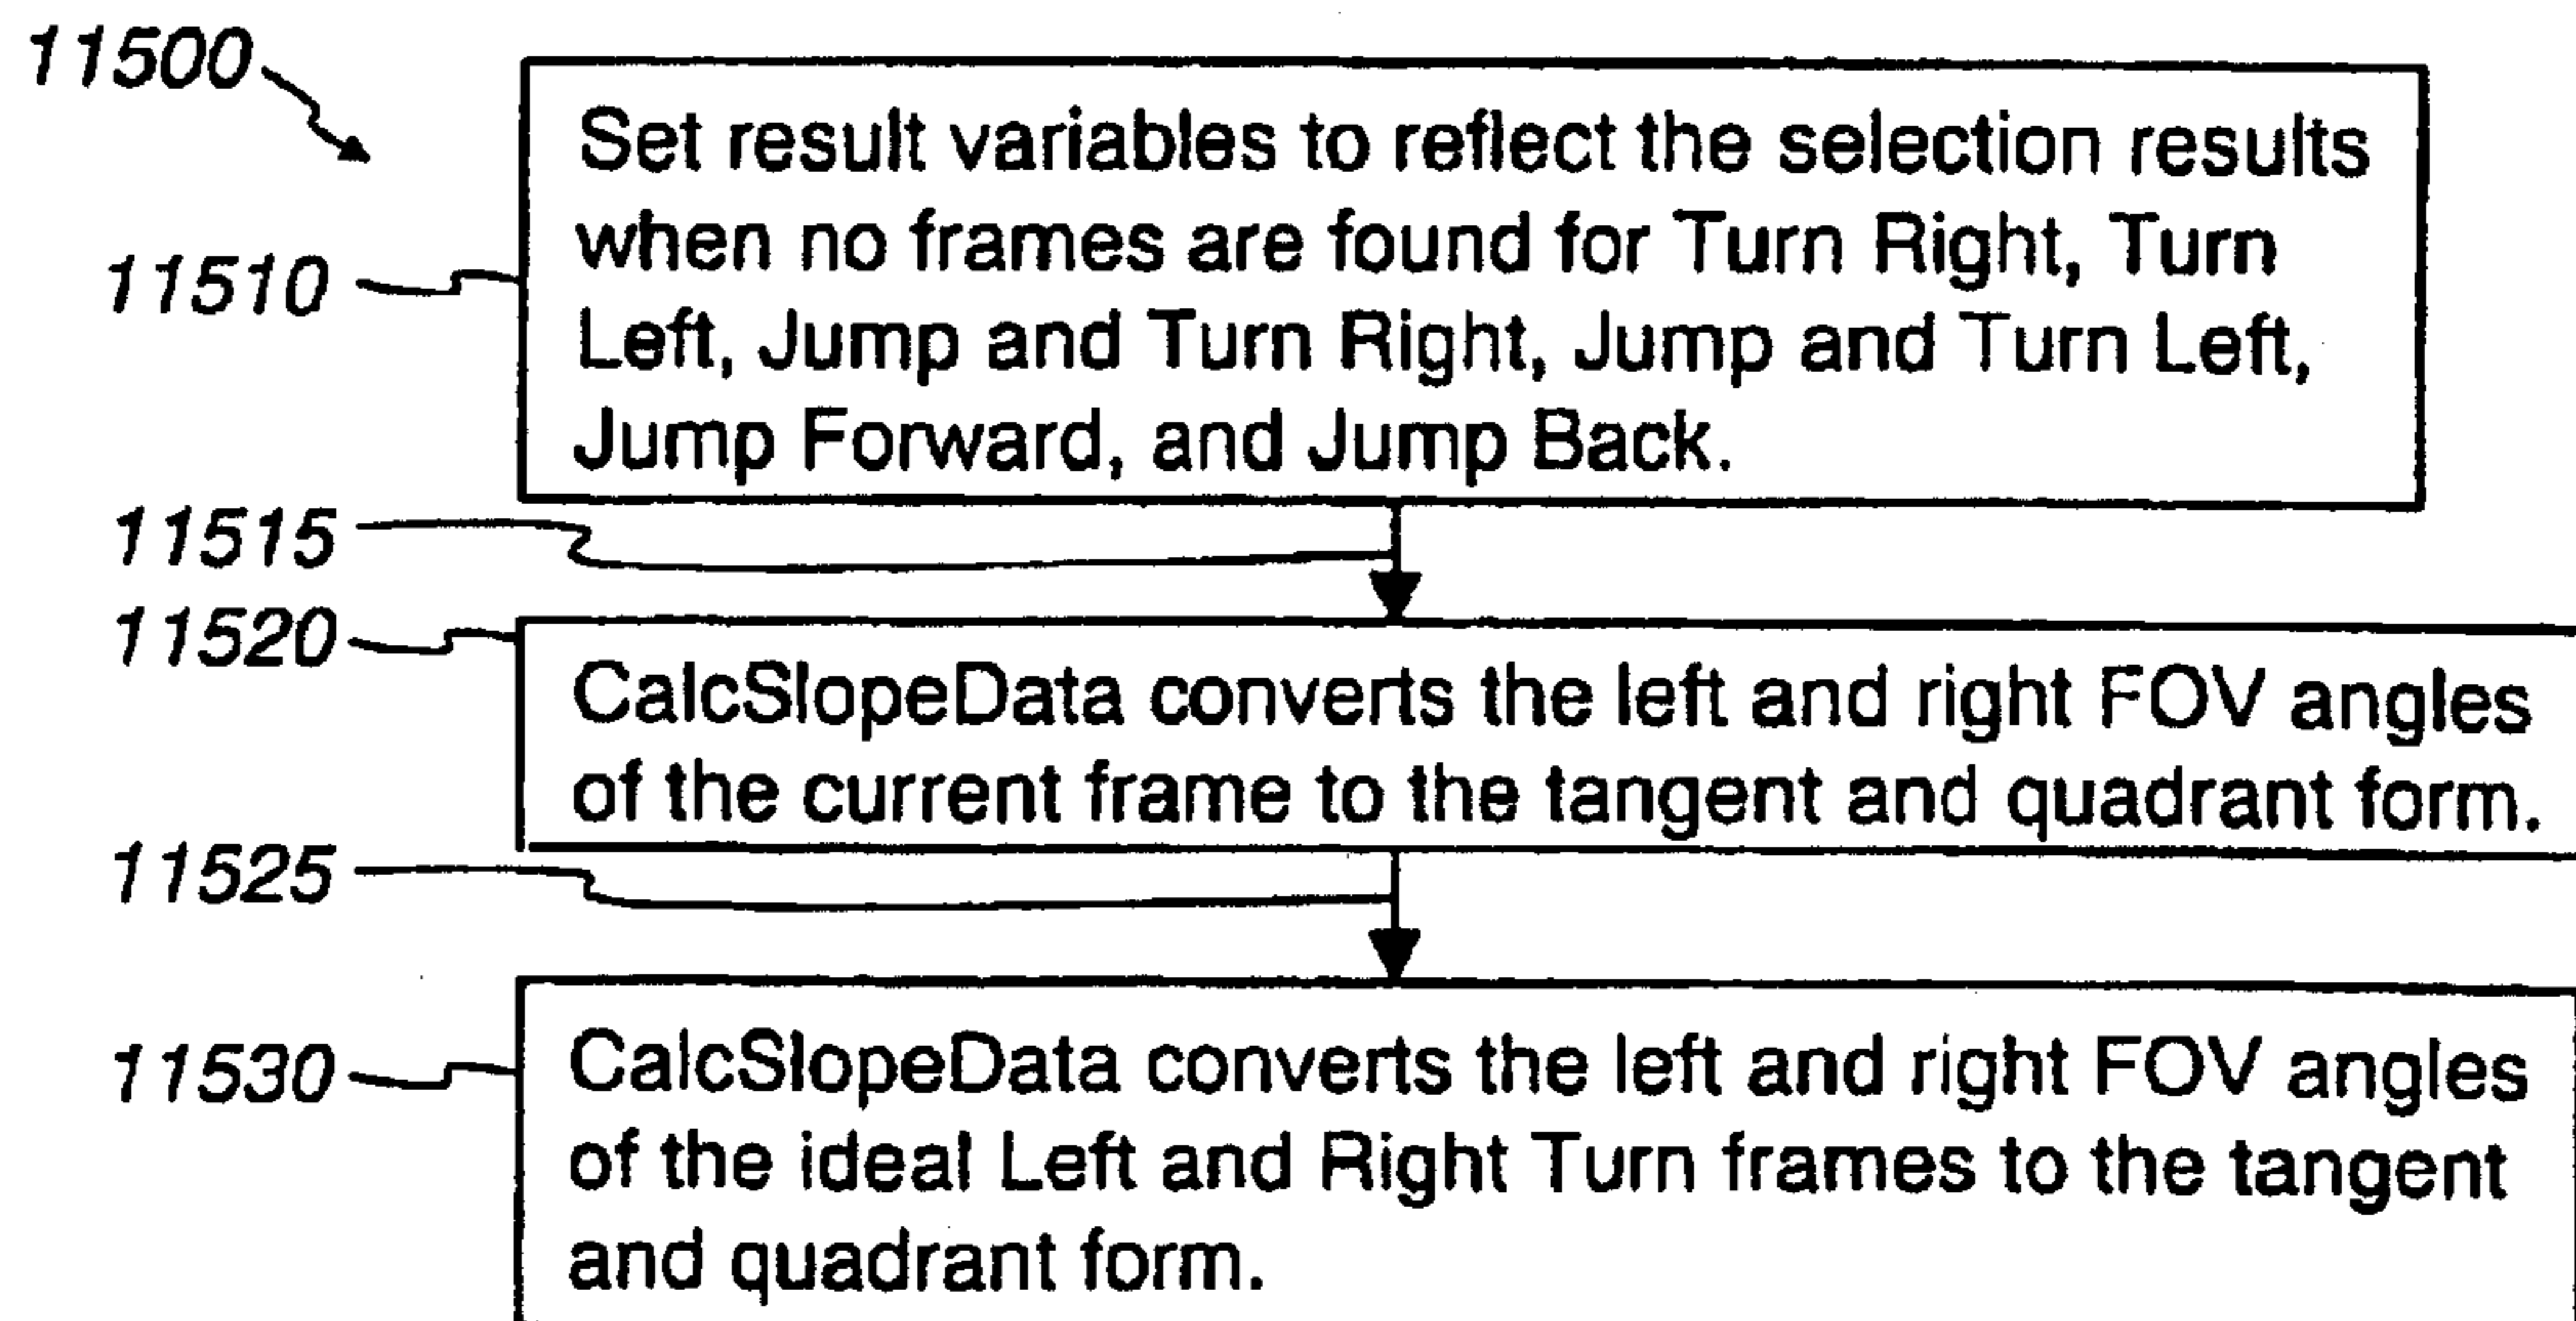 11500
Set result variables to reflect the selection results
when no frames are found for Turn Right, Turn
Left, Jump and Turn Right, Jump and Turn Left,
Jump Forward, and Jump Back.
11510
11515
11520
CalcSlopeData converts the left and right FOV angles
of the current frame to the tangent and quadrant form.
11525
11530
CalcSlopeData converts the left and right FOV angles
of the ideal Left and Right Turn frames to the tangent
and quadrant form.